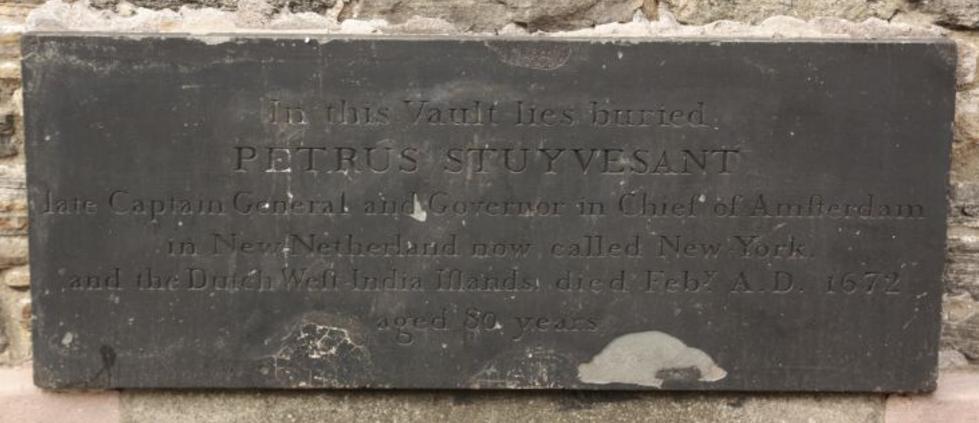 In this Vault lies buried
PETRUS STUYVESANT
late Captain General and Governor in Chief of Amſterdam
in New Netherland now called New-York.
and the Dutch Weſt-India Iſlands, died Feb.ʸ A.D. 1672
aged 80 years